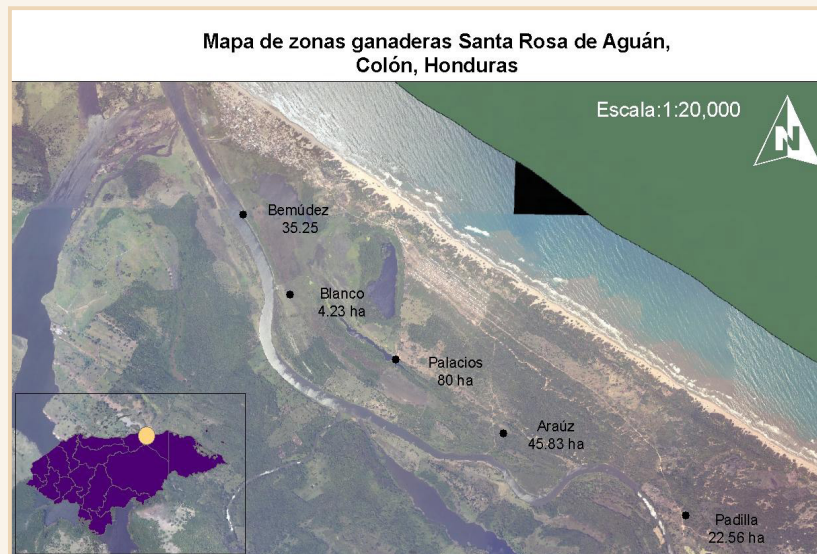 Mapa de zonas ganaderas Santa Rosa de Aguán,
Colón, Honduras
Escala:1:20,000
N
Bemúdez
35.25
Blanco
4.23 ha
Palacios
80 ha
Araúz
45.83 ha
Padilla
22.56 ha